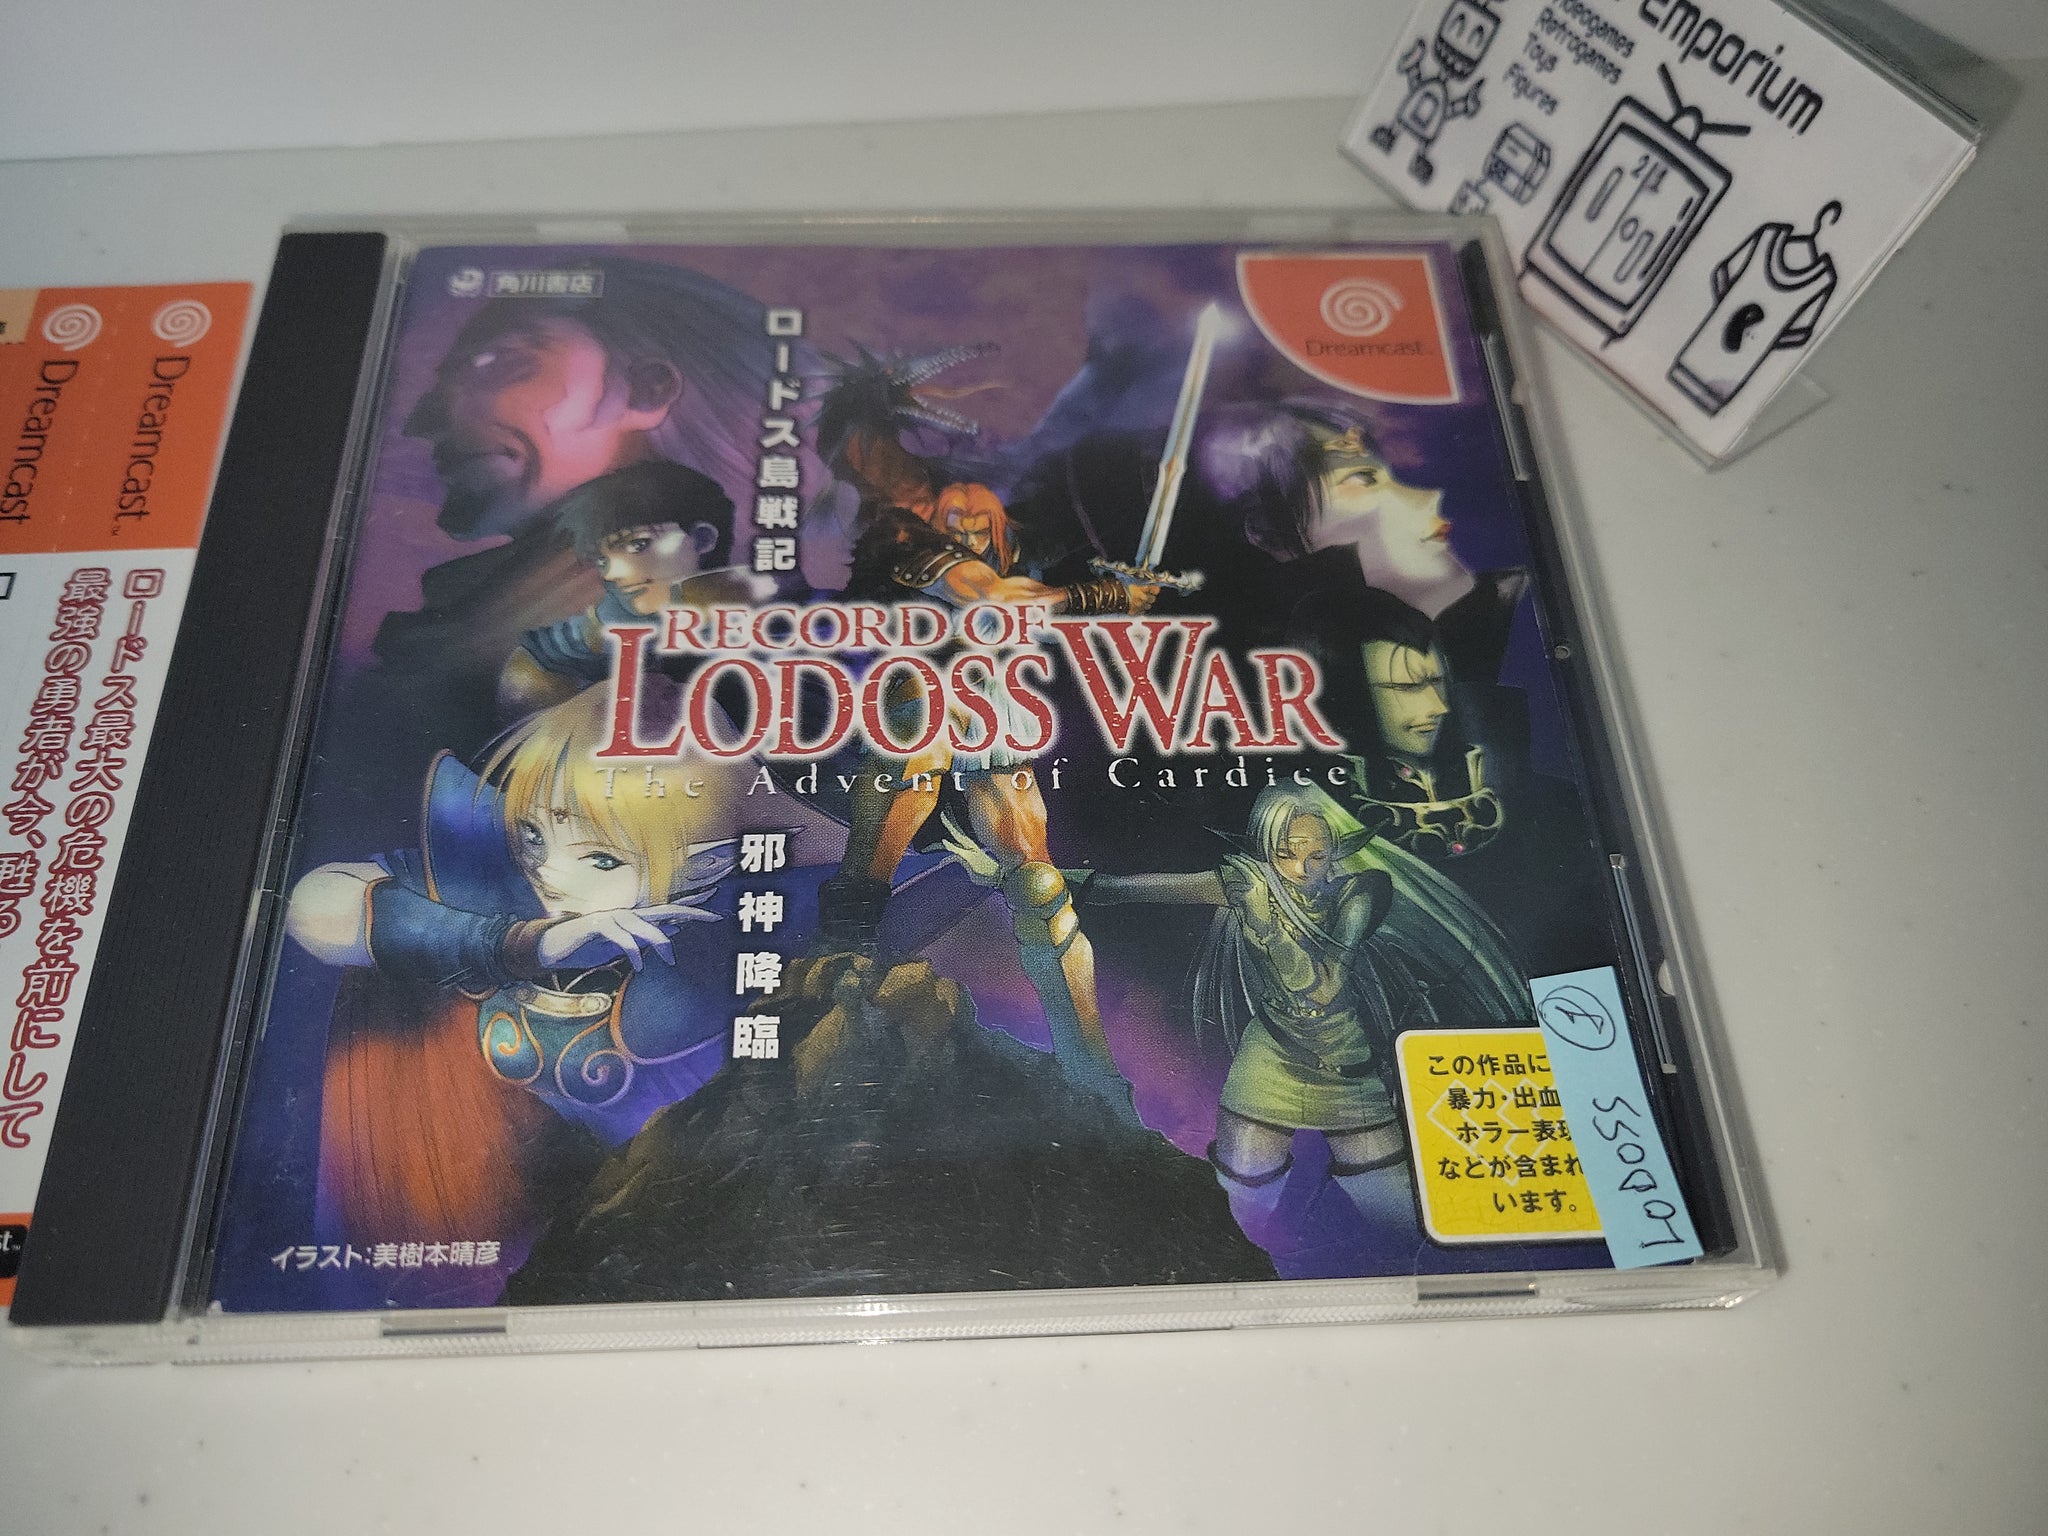 Emporium
Videogames
Retrogames
Toys
Figures
21
Dreamcast
Dreamcast
ロードス最大の危機を前にして
最強の勇者が今、甦る
角川書店
Dreamcast
ロードス島戦記
RECORD OF
LODOSS WAR
The Advent of Cardice
邪神降臨
イラスト:美樹本晴彦
この作品に
暴力・出血
ホラー表現
などが含まれ
います。
LODOSS